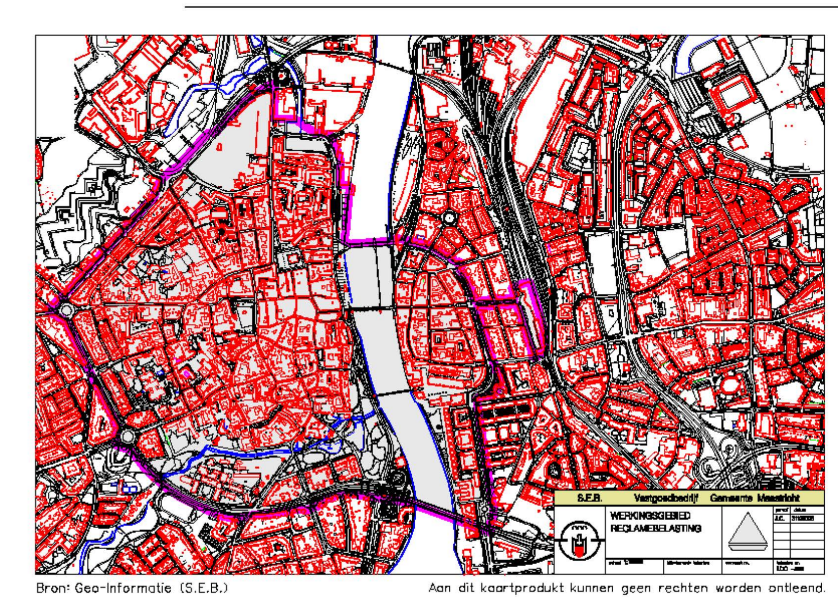 S.E.B. Vastgoedbedrijf Gemeente Maastricht
WERKINGSGEBIED
RECLAMEBELASTING
Bron: Geo-Informatie (S.E.B.)
Aan dit kaartprodukt kunnen geen rechten worden ontleend.